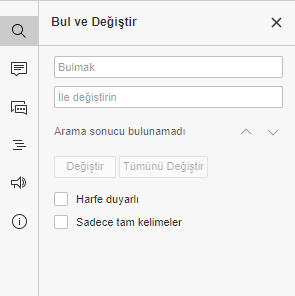 Bul ve Değiştir
Bulmak
İle değiştirin
Arama sonucu bulunamadı
Değiştir
Tümünü Değiştir
Harfe duyarlı
Sadece tam kelimeler